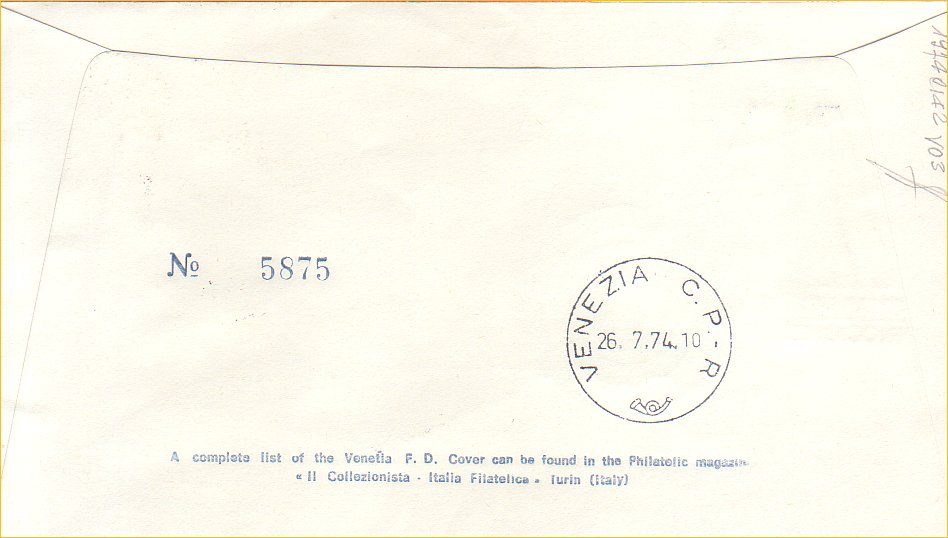 Nº 5875
VENEZIA C.P.-R
26. 7.74.10
A complete list of the Venetia F. D. Cover can be found in the Philatelic magazine
« Il Collezionista - Italia Filatelica » Turin (Italy)